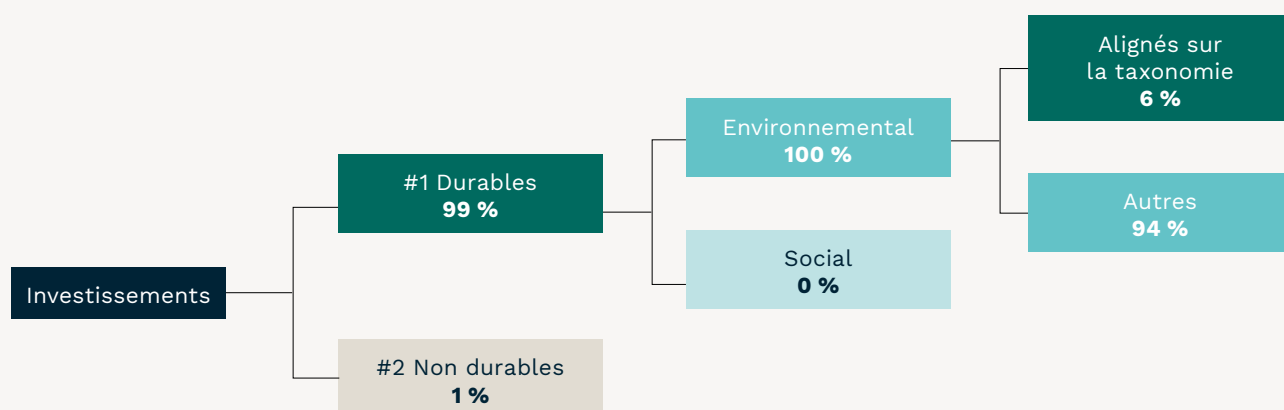 Investissements
#1 Durables
99 %
#2 Non durables
1 %
Environnemental
100 %
Social
0 %
Alignés sur
la taxonomie
6 %
Autres
94 %